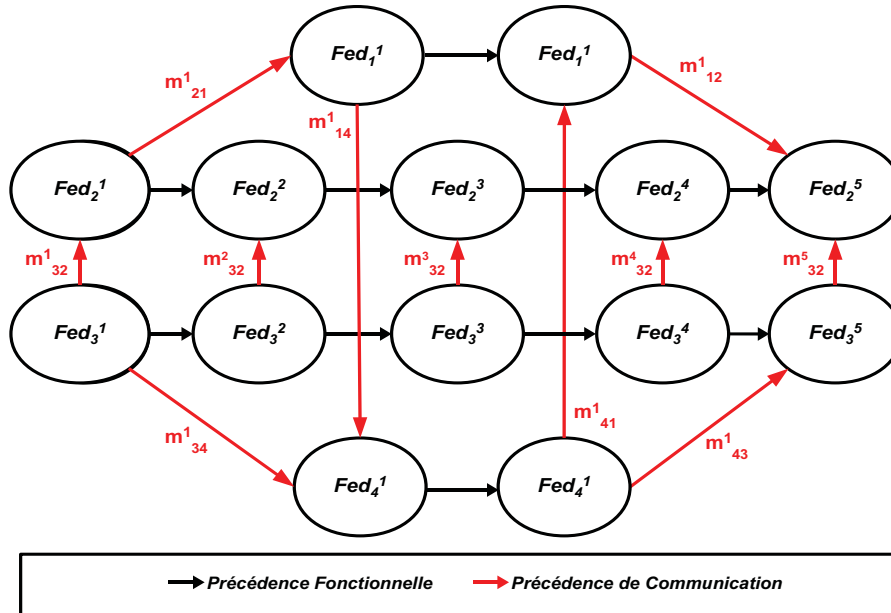 Fed₁¹ Fed₁¹
m¹₂₁ m¹₁₄ m¹₁₂
Fed₂¹ Fed₂² Fed₂³ Fed₂⁴ Fed₂⁵
m¹₃₂ m²₃₂ m³₃₂ m⁴₃₂ m⁵₃₂
Fed₃¹ Fed₃² Fed₃³ Fed₃⁴ Fed₃⁵
m¹₃₄ m¹₄₁ m¹₄₃
Fed₄¹ Fed₄¹
Précédence Fonctionnelle Précédence de Communication